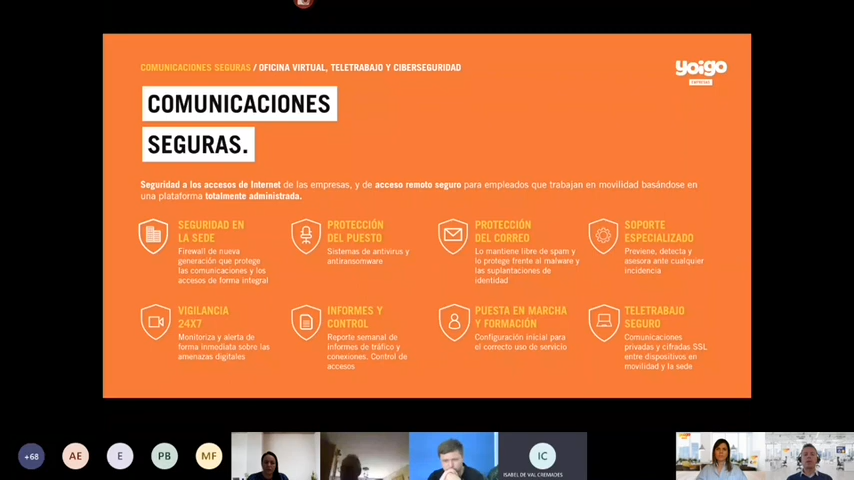 COMUNICACIONES SEGURAS / OFICINA VIRTUAL, TELETRABAJO Y CIBERSEGURIDAD
yoigo
EMPRESAS
COMUNICACIONES
SEGURAS.
Seguridad a los accesos de Internet de las empresas, y de acceso remoto seguro para empleados que trabajan en movilidad basándose en
una plataforma totalmente administrada.
SEGURIDAD EN
LA SEDE
Firewall de nueva
generación que protege
las comunicaciones y los
accesos de forma integral
PROTECCIÓN
DEL PUESTO
Sistemas de antivirus y
antiransomware
PROTECCIÓN
DEL CORREO
Lo mantiene libre de spam y
lo protege frente al malware y
las suplantaciones de
identidad
SOPORTE
ESPECIALIZADO
Previene, detecta y
asesora ante cualquier
incidencia
VIGILANCIA
24X7
Monitoriza y alerta de
forma inmediata sobre las
amenazas digitales
INFORMES Y
CONTROL
Reporte semanal de
informes de tráfico y
conexiones. Control de
accesos
PUESTA EN MARCHA
Y FORMACIÓN
Configuración inicial para
el correcto uso de servicio
TELETRABAJO
SEGURO
Comunicaciones
privadas y cifradas SSL
entre dispositivos en
movilidad y la sede
+68
AE
E
PB
MF
IC
ISABEL DE VAL CREMADES